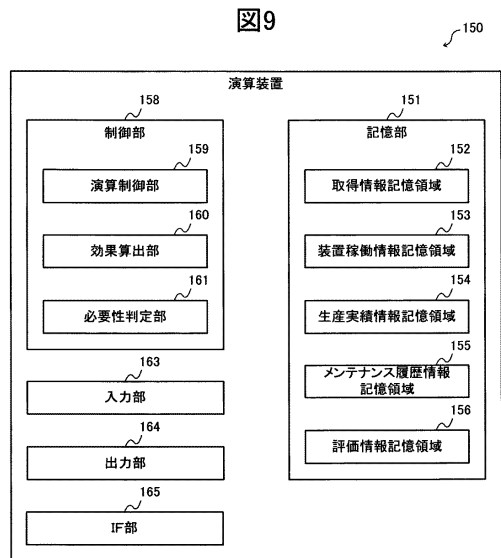 図9
150
演算装置
158
制御部
159
演算制御部
160
効果算出部
161
必要性判定部
163
入力部
164
出力部
165
IF部
151
記憶部
152
取得情報記憶領域
153
装置稼働情報記憶領域
154
生産実績情報記憶領域
155
メンテナンス履歴情報
記憶領域
156
評価情報記憶領域